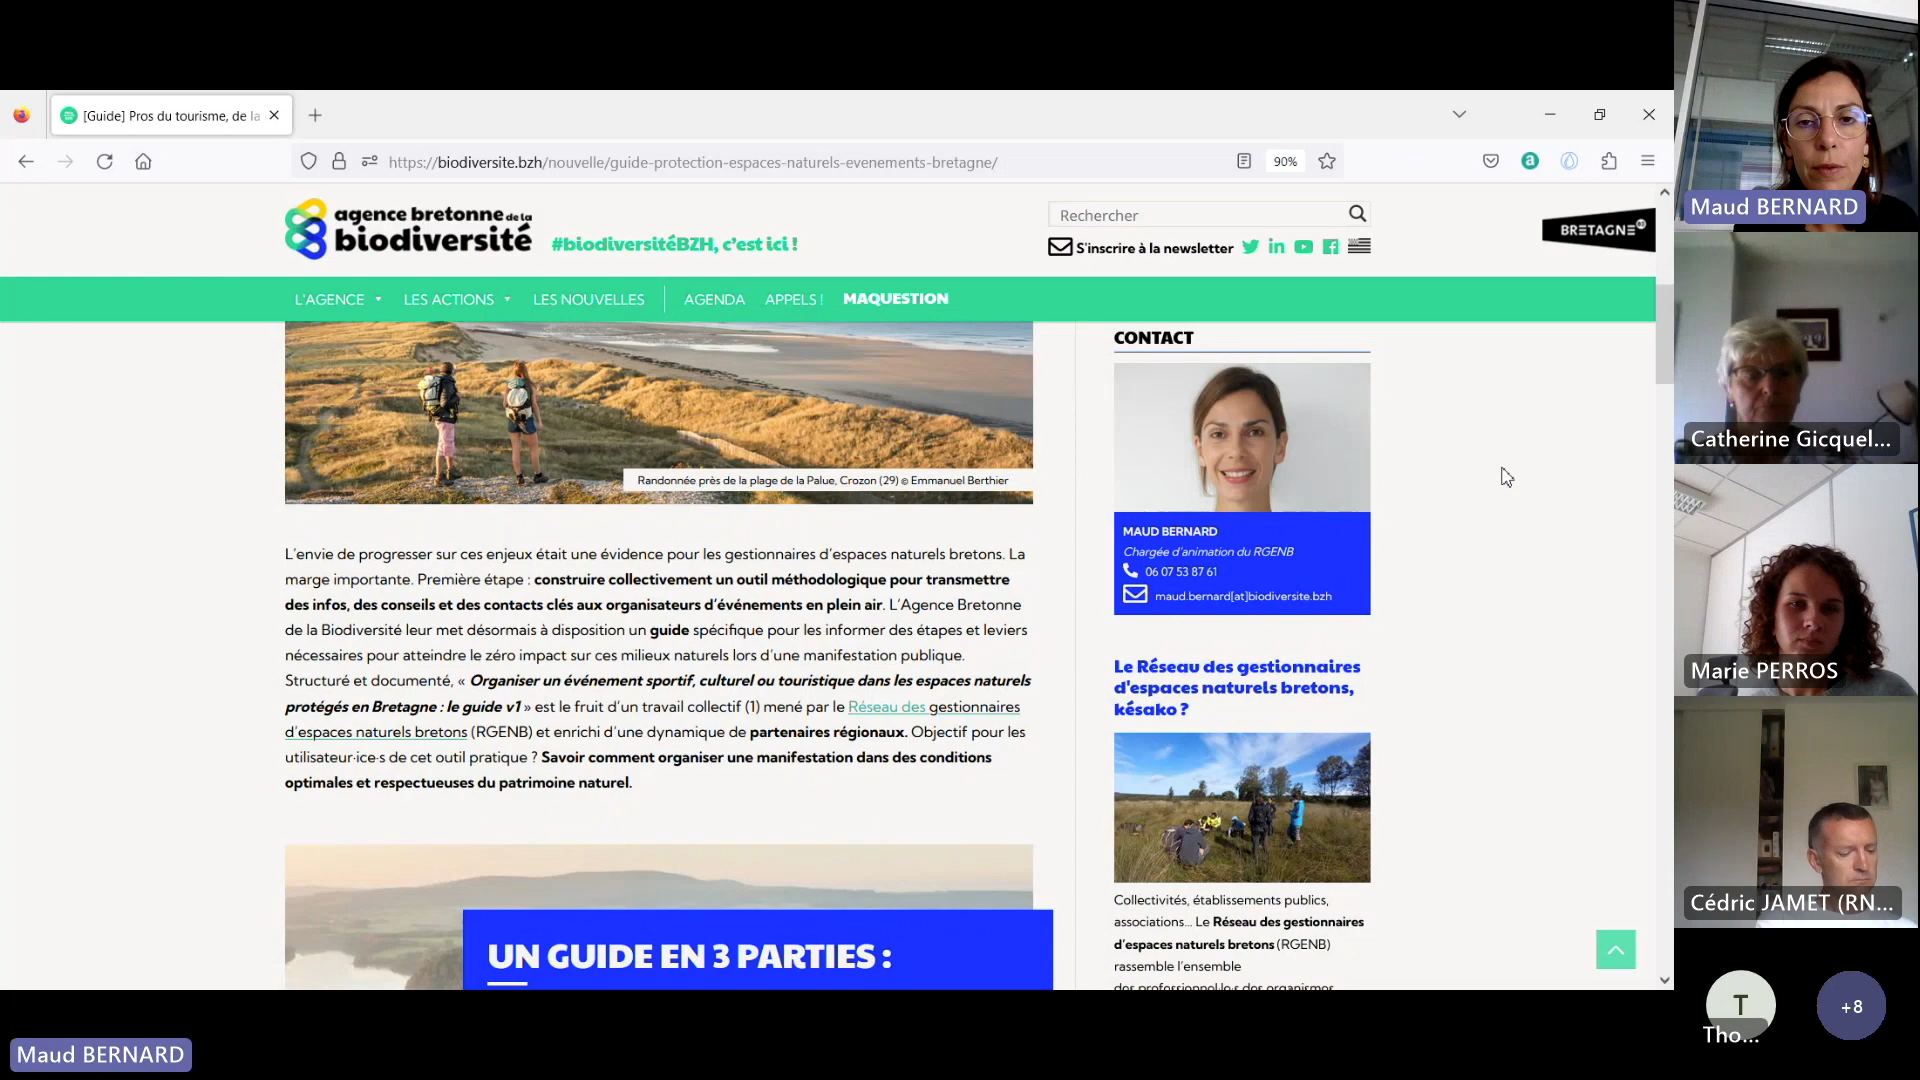 [Guide] Pros du tourisme, de la
https://biodiversite.bzh/nouvelle/guide-protection-espaces-naturels-evenements-bretagne/
90%
agence bretonne de la
biodiversité
#biodiversitéBZH, c'est ici !
Rechercher
S'inscrire à la newsletter
BRETAGNE
L'AGENCE
LES ACTIONS
LES NOUVELLES
AGENDA
APPELS !
MAQUESTION
Randonnée près de la plage de la Palue, Crozon (29) © Emmanuel Berthier
L'envie de progresser sur ces enjeux était une évidence pour les gestionnaires d'espaces naturels bretons. La
marge importante. Première étape : construire collectivement un outil méthodologique pour transmettre
des infos, des conseils et des contacts clés aux organisateurs d'événements en plein air. L'Agence Bretonne
de la Biodiversité leur met désormais à disposition un guide spécifique pour les informer des étapes et leviers
nécessaires pour atteindre le zéro impact sur ces milieux naturels lors d'une manifestation publique.
Structuré et documenté, « Organiser un événement sportif, culturel ou touristique dans les espaces naturels
protégés en Bretagne : le guide v1 » est le fruit d'un travail collectif (1) mené par le Réseau des gestionnaires
d'espaces naturels bretons (RGENB) et enrichi d'une dynamique de partenaires régionaux. Objectif pour les
utilisateur·ice·s de cet outil pratique ? Savoir comment organiser une manifestation dans des conditions
optimales et respectueuses du patrimoine naturel.
UN GUIDE EN 3 PARTIES :
CONTACT
MAUD BERNARD
Chargée d'animation du RGENB
06 07 53 87 61
maud.bernard[at]biodiversite.bzh
Le Réseau des gestionnaires
d'espaces naturels bretons,
késako ?
Collectivités, établissements publics,
associations... Le Réseau des gestionnaires
d'espaces naturels bretons (RGENB)
rassemble l'ensemble
des professionnel·le·s des organismes
Maud BERNARD
Catherine Gicquel...
Marie PERROS
Cédric JAMET (RN...
T
Tho...
+8
Maud BERNARD